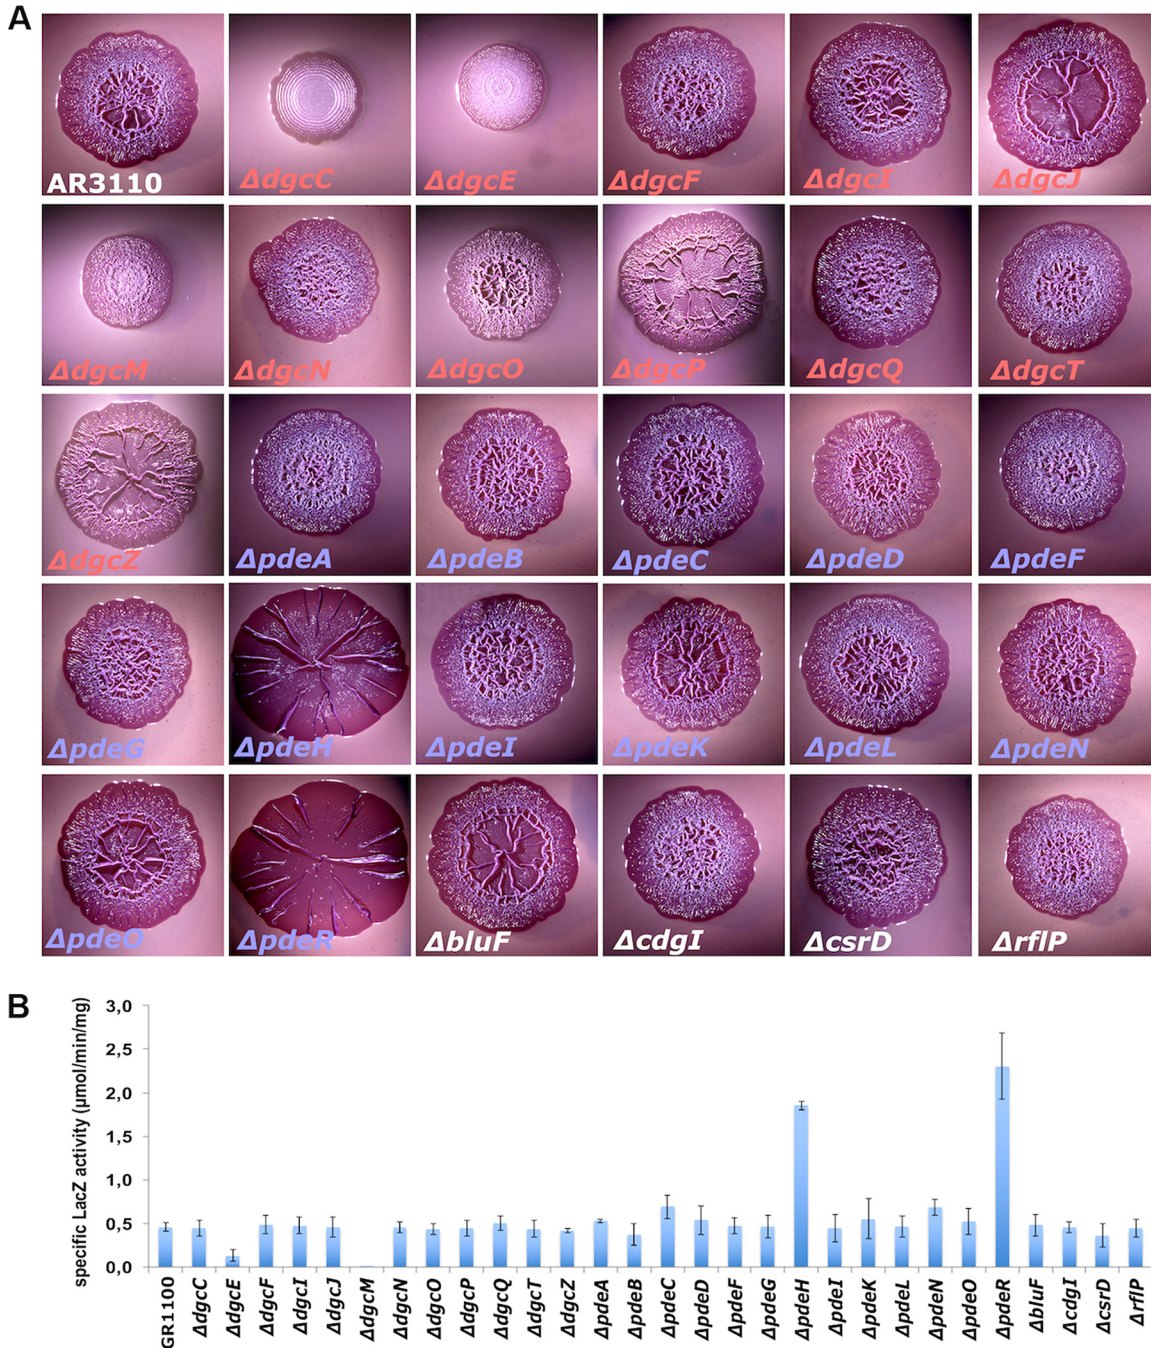 A
AR3110 ΔdgcC ΔdgcE ΔdgcF ΔdgcI ΔdgcJ
ΔdgcM ΔdgcN ΔdgcO ΔdgcP ΔdgcQ ΔdgcT
ΔdgcZ ΔpdeA ΔpdeB ΔpdeC ΔpdeD ΔpdeF
ΔpdeG ΔpdeH ΔpdeI ΔpdeK ΔpdeL ΔpdeN
ΔpdeO ΔpdeR ΔbluF ΔcdgI ΔcsrD ΔrflP
B
specific LacZ activity (µmol/min/mg)
3,0
2,5
2,0
1,5
1,0
0,5
0,0
GR1100 ΔdgcC ΔdgcE ΔdgcF ΔdgcI ΔdgcJ ΔdgcM ΔdgcN ΔdgcO ΔdgcP ΔdgcQ ΔdgcT ΔdgcZ ΔpdeA ΔpdeB ΔpdeC ΔpdeD ΔpdeF ΔpdeG ΔpdeH ΔpdeI ΔpdeK ΔpdeL ΔpdeN ΔpdeO ΔpdeR ΔbluF ΔcdgI ΔcsrD ΔrflP